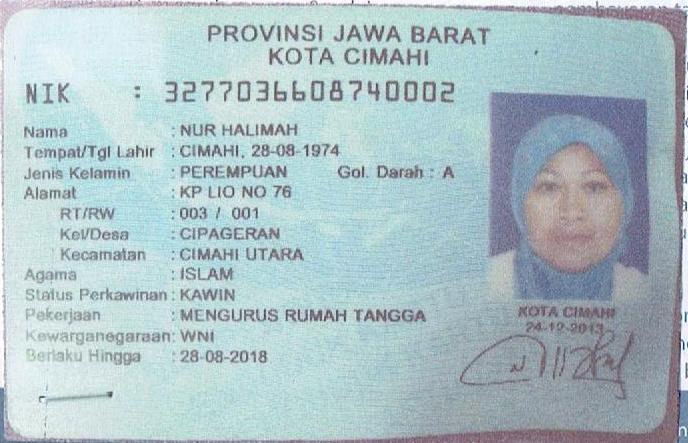 PROVINSI JAWA BARAT
KOTA CIMAHI
NIK : 3277036608740002
Nama : NUR HALIMAH
Tempat/Tgl Lahir : CIMAHI, 28-08-1974
Jenis Kelamin : PEREMPUAN Gol. Darah : A
Alamat : KP LIO NO 76
RT/RW : 003 / 001
Kel/Desa : CIPAGERAN
Kecamatan : CIMAHI UTARA
Agama : ISLAM
Status Perkawinan : KAWIN
Pekerjaan : MENGURUS RUMAH TANGGA
Kewarganegaraan : WNI
Berlaku Hingga : 28-08-2018
KOTA CIMAHI
24-12-2013